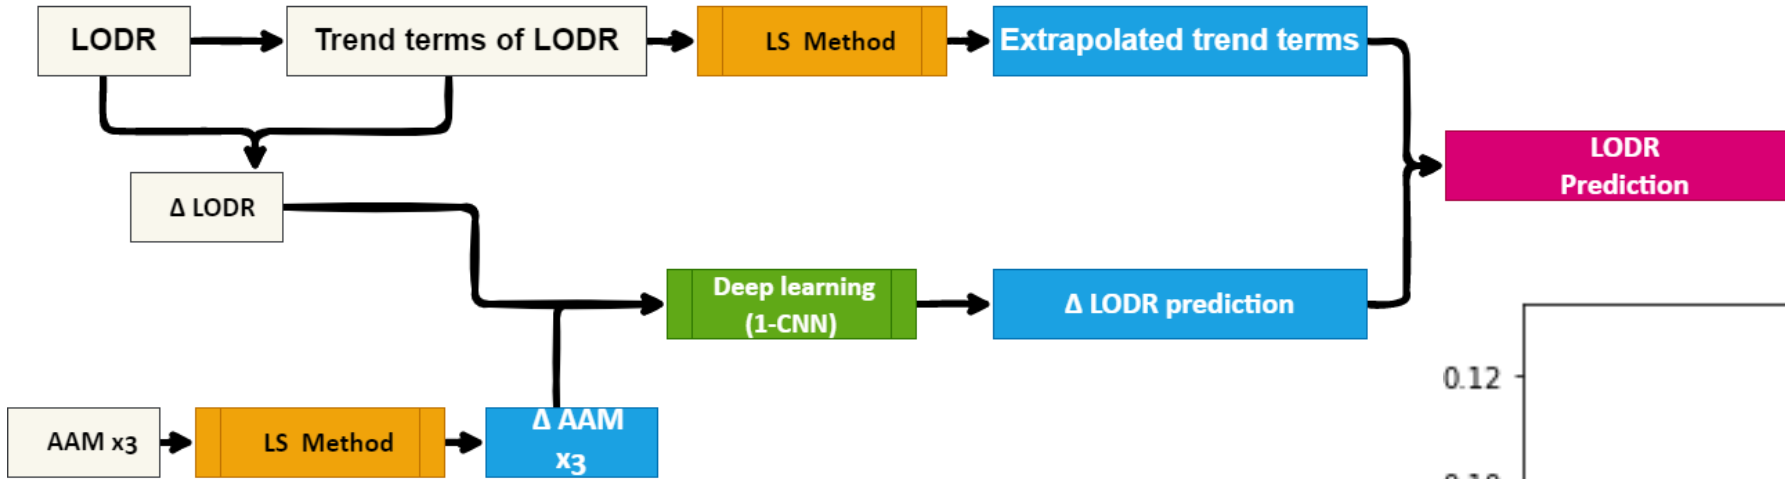 LODR
Trend terms of LODR
LS Method
Extrapolated trend terms
LODR
Prediction
Δ LODR
Deep learning
(1-CNN)
Δ LODR prediction
0.12
AAM x3
LS Method
Δ AAM
x3